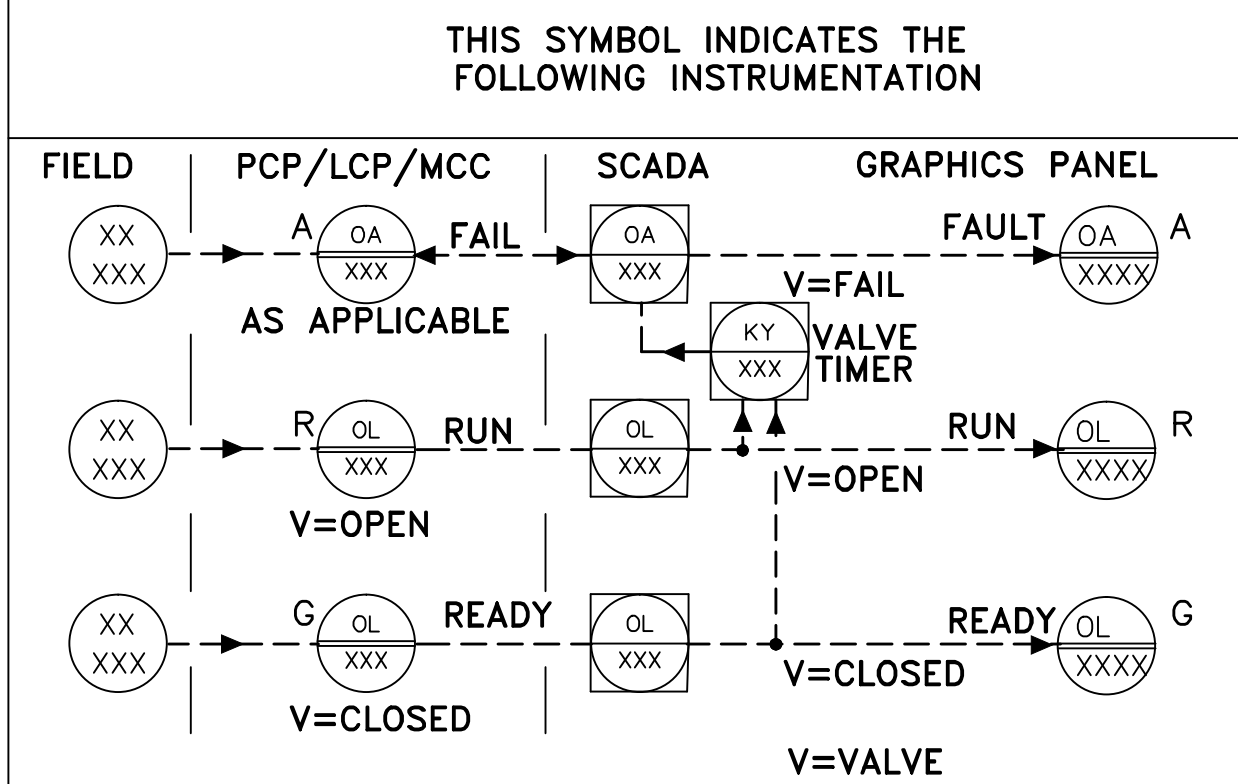 THIS SYMBOL INDICATES THE
FOLLOWING INSTRUMENTATION
FIELD PCP/LCP/MCC SCADA GRAPHICS PANEL
XX
XXX
A
OA
XXX
FAIL
OA
XXX
FAULT
OA
XXXX
A
V=FAIL
AS APPLICABLE
KY
XXX
VALVE
TIMER
XX
XXX
R
OL
XXX
RUN
OL
XXX
RUN
OL
XXXX
R
V=OPEN
V=OPEN
XX
XXX
G
OL
XXX
READY
OL
XXX
READY
OL
XXXX
G
V=CLOSED
V=CLOSED
V=VALVE